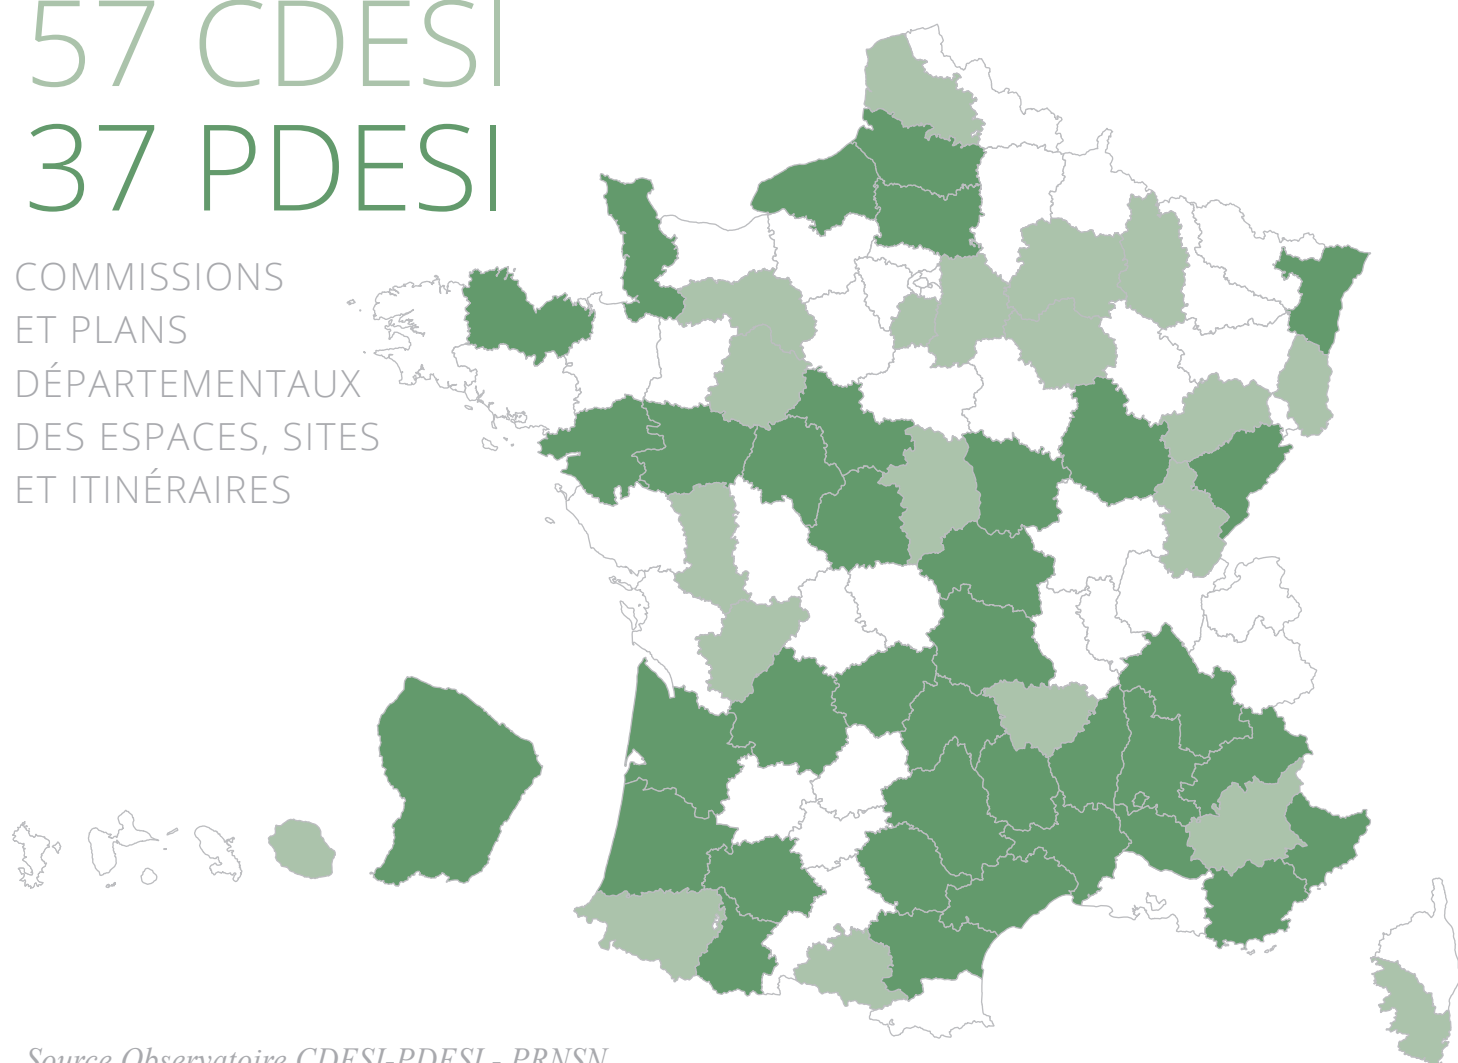 57 CDESI
37 PDESI
COMMISSIONS
ET PLANS
DÉPARTEMENTAUX
DES ESPACES, SITES
ET ITINÉRAIRES
Source Observatoire CDESI-PDESI - PRNSN